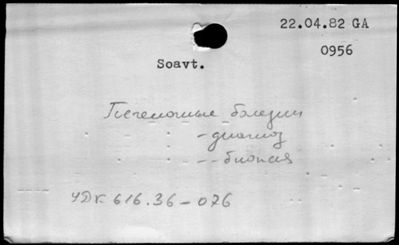 22.04.82 GA
0956
Soavt.
Печеночные болезни
- диагноз
-- биопсия
УДК 616.36-076